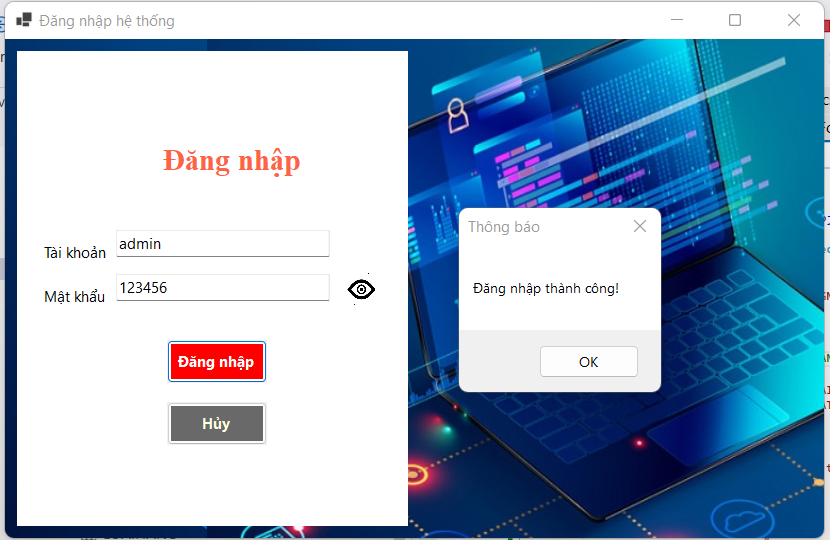 Đăng nhập hệ thống
Đăng nhập
Tài khoản
admin
Mật khẩu
123456
Đăng nhập
Hủy
Thông báo
Đăng nhập thành công!
OK